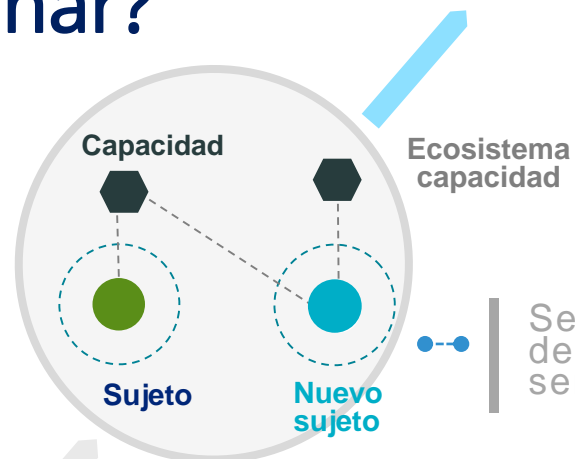 nar?
Capacidad
Ecosistema
capacidad
Se
de
se
Sujeto
Nuevo
sujeto